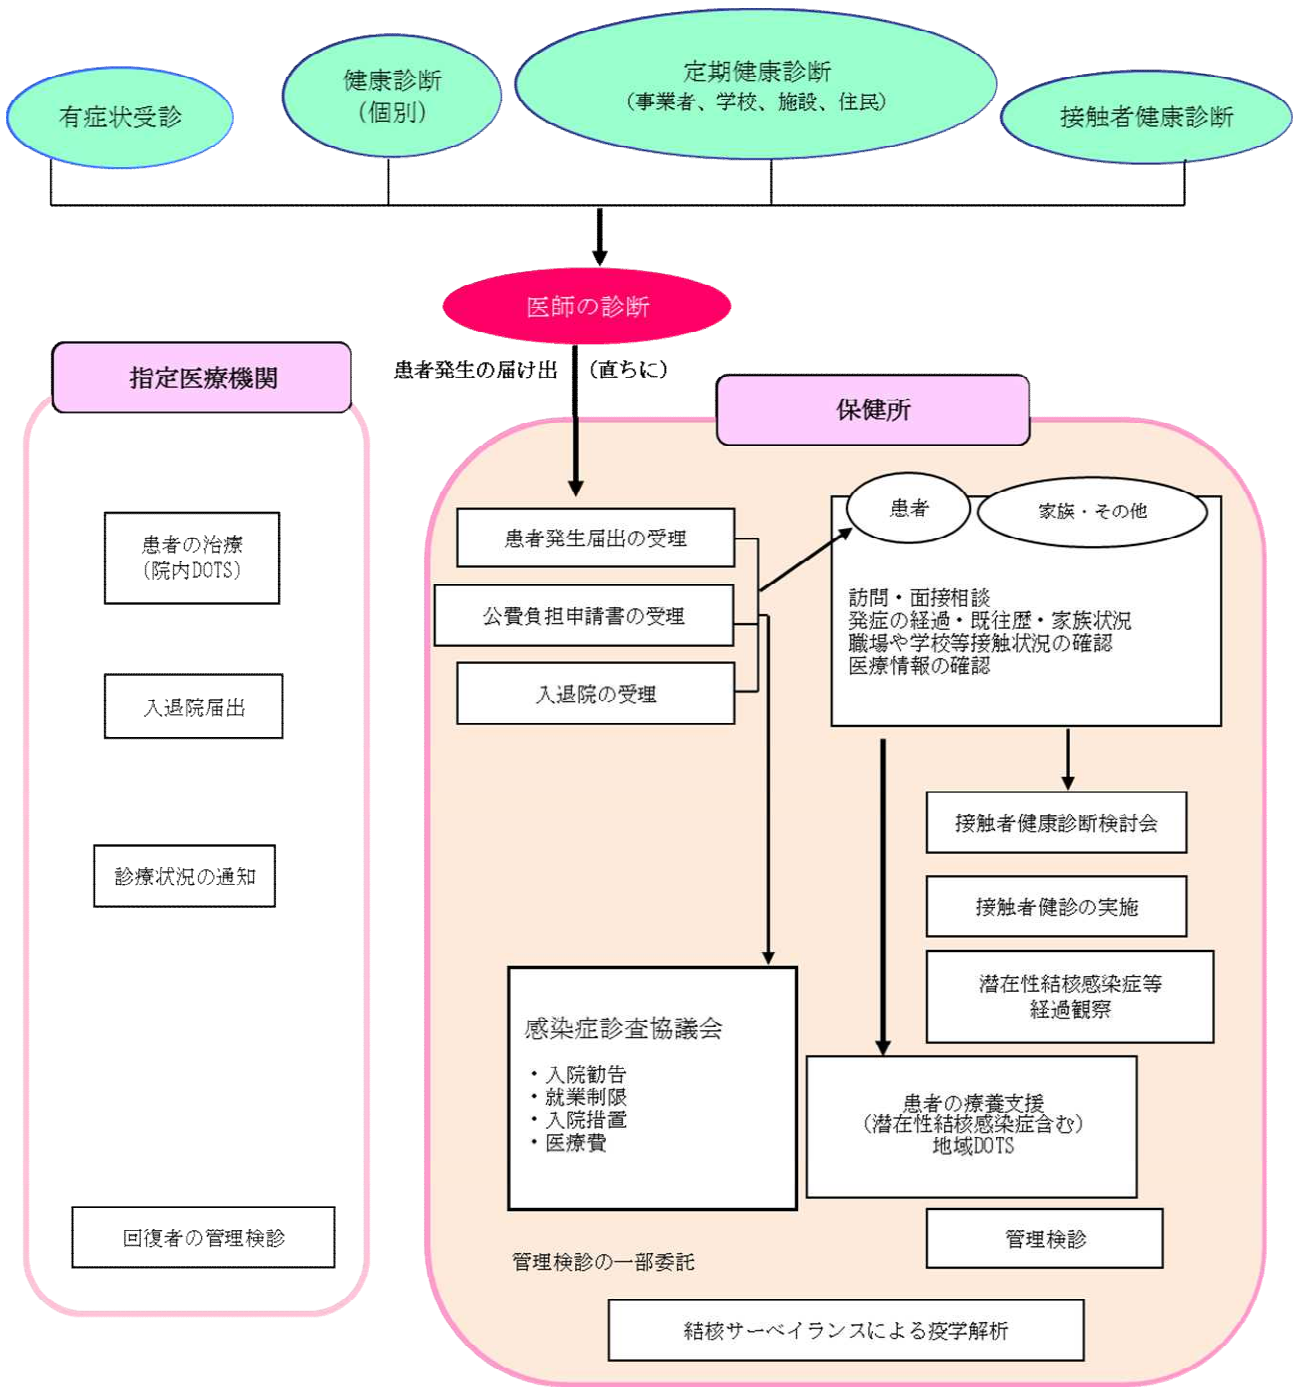 有症状受診
健康診断
(個別)
定期健康診断
(事業者、学校、施設、住民)
接触者健康診断
医師の診断
患者発生の届け出
(直ちに)
指定医療機関
患者の治療
(院内DOTS)
入退院届出
診療状況の通知
回復者の管理検診
保健所
患者発生届出の受理
公費負担申請書の受理
入退院の受理
患者
家族・その他
訪問・面接相談
発症の経過・既往歴・家族状況
職場や学校等接触状況の確認
医療情報の確認
接触者健康診断検討会
接触者健診の実施
潜在性結核感染症等
経過観察
感染症診査協議会
・入院勧告
・就業制限
・入院措置
・医療費
患者の療養支援
(潜在性結核感染症含む)
地域DOTS
管理検診
管理検診の一部委託
結核サーベイランスによる疫学解析